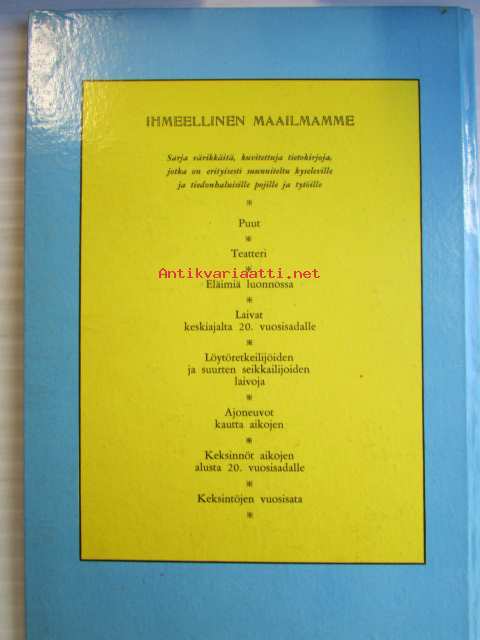 IHMEELLINEN MAAILMAMME
Sarja värikkäitä, kuvitettuja tietokirjoja,
jotka on erityisesti suunniteltu kyseleville
ja tiedonhaluisille pojille ja tytöille
*
Puut
*
Teatteri
*
Antikvariaatti.net
Eläimiä luonnossa
*
Laivat
keskiajalta 20. vuosisadalle
*
Löytöretkeilijöiden
ja suurten seikkailijoiden
laivoja
*
Ajoneuvot
kautta aikojen
*
Keksinnöt aikojen
alusta 20. vuosisadalle
*
Keksintöjen vuosisata
*